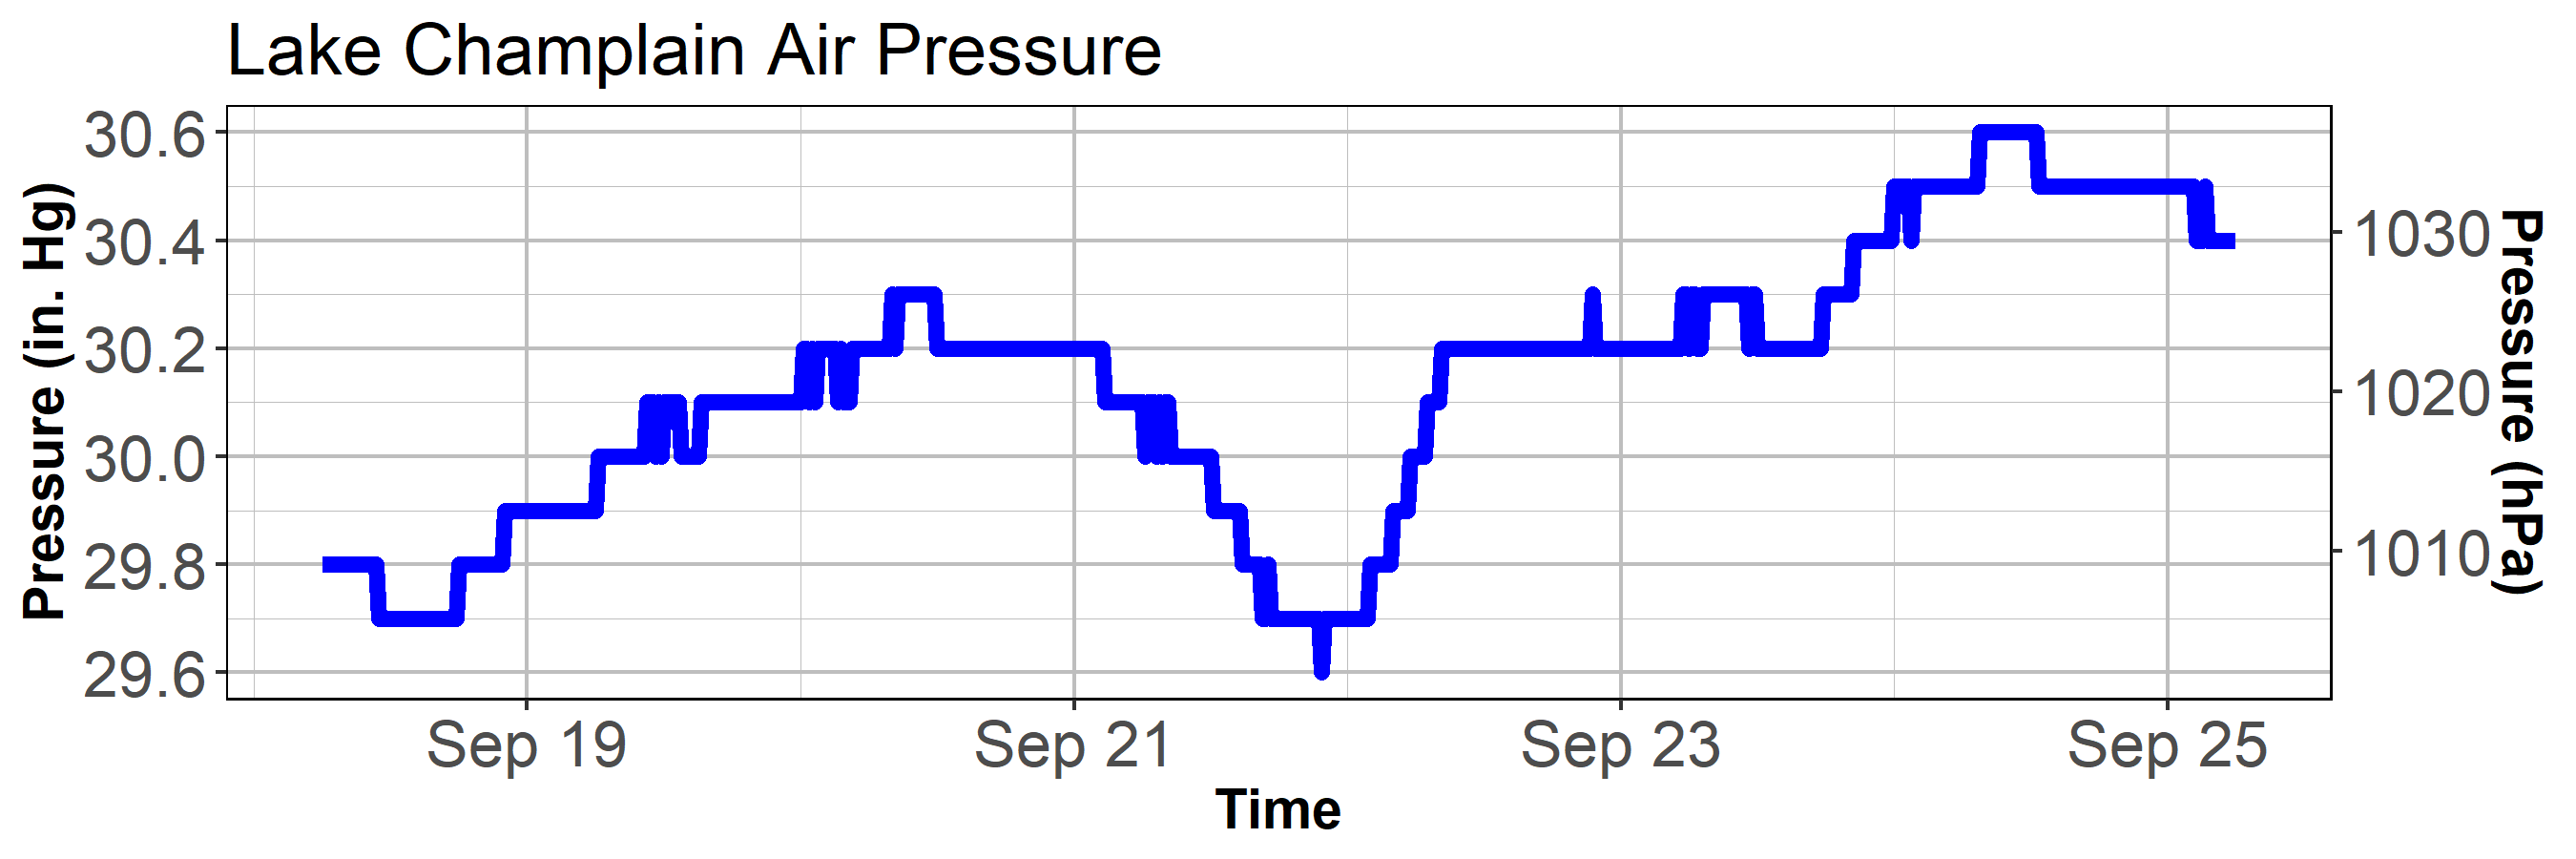 Lake Champlain Air Pressure
Pressure (in. Hg)
30.6
30.4
30.2
30.0
29.8
29.6
1030
1020
1010
Pressure (hPa)
Sep 19 Sep 21 Sep 23 Sep 25
Time